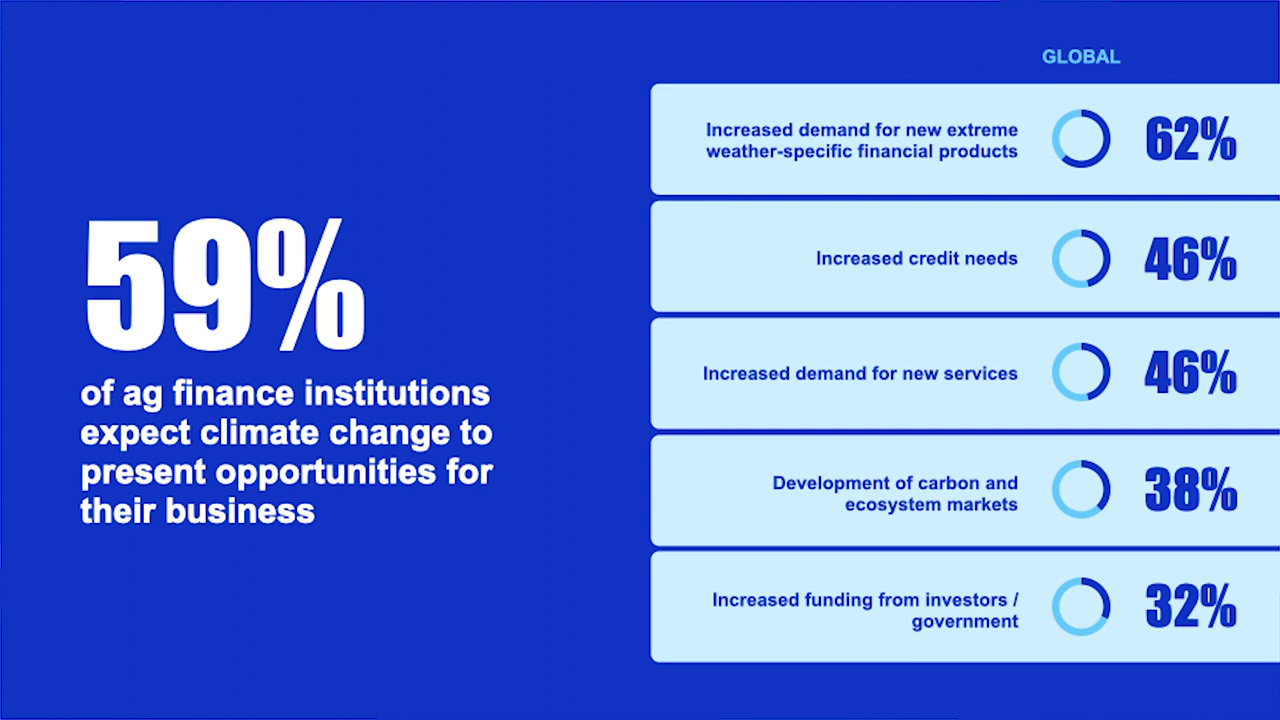 59%
of ag finance institutions
expect climate change to
present opportunities for
their business
GLOBAL
Increased demand for new extreme
weather-specific financial products
62%
Increased credit needs
46%
Increased demand for new services
46%
Development of carbon and
ecosystem markets
38%
Increased funding from investors /
government
32%